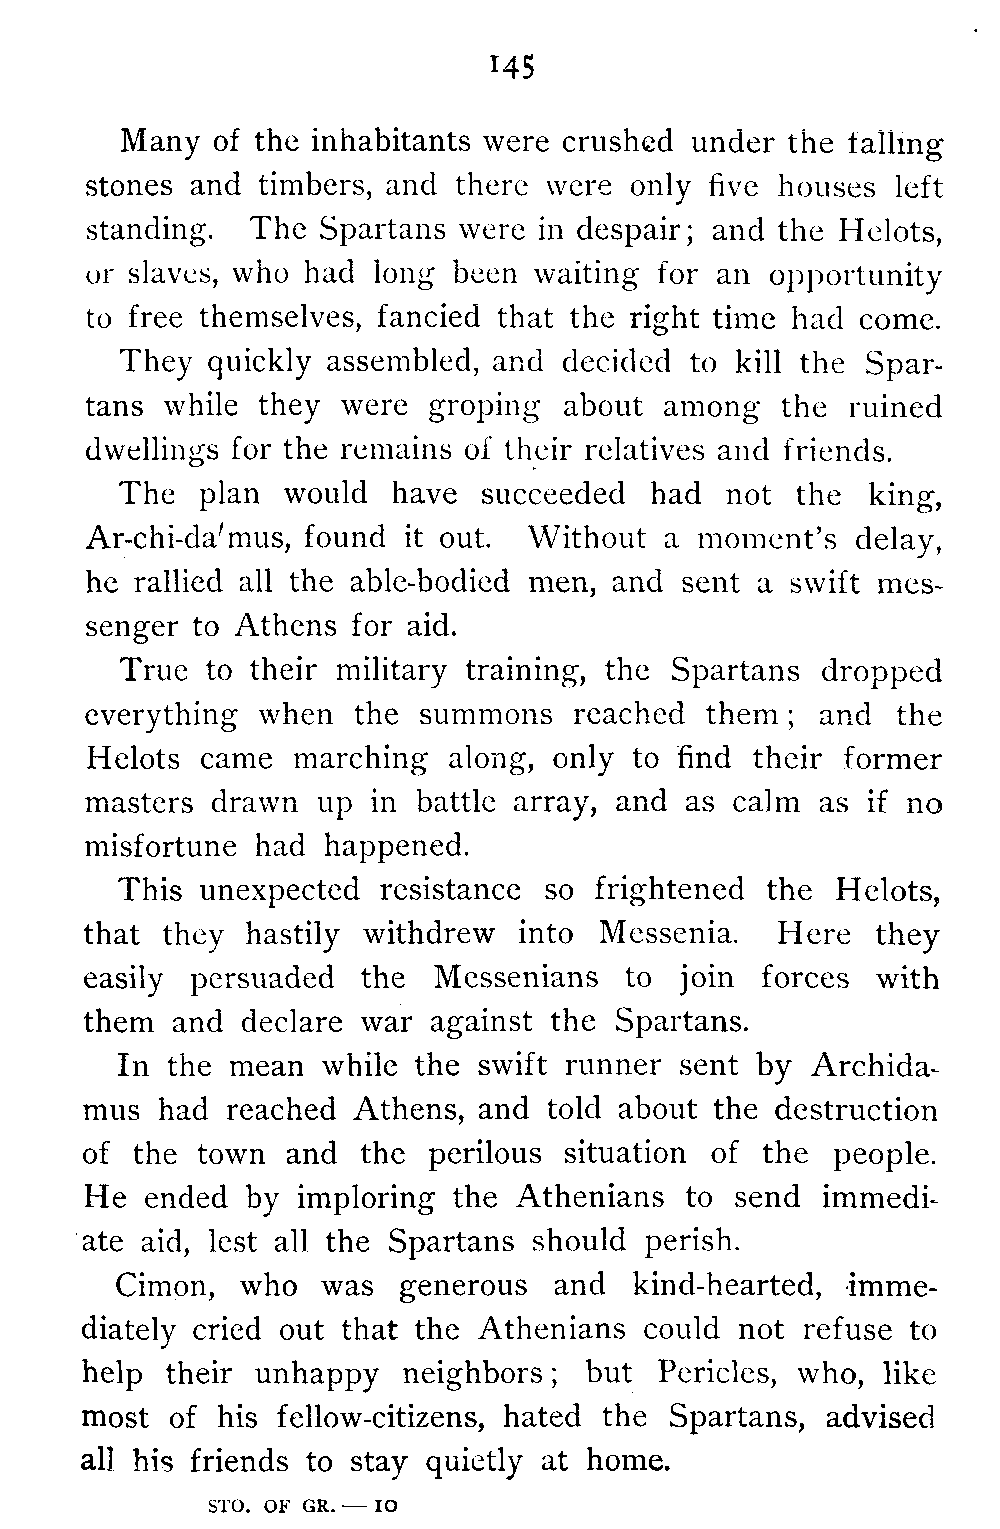 145
Many of the inhabitants were crushed under the falling
stones and timbers, and there were only five houses left
standing. The Spartans were in despair; and the Helots,
or slaves, who had long been waiting for an opportunity
to free themselves, fancied that the right time had come.
They quickly assembled, and decided to kill the Spar-
tans while they were groping about among the ruined
dwellings for the remains of their relatives and friends.
The plan would have succeeded had not the king,
Ar-chi-da′mus, found it out. Without a moment's delay,
he rallied all the able-bodied men, and sent a swift mes-
senger to Athens for aid.
True to their military training, the Spartans dropped
everything when the summons reached them; and the
Helots came marching along, only to find their former
masters drawn up in battle array, and as calm as if no
misfortune had happened.
This unexpected resistance so frightened the Helots,
that they hastily withdrew into Messenia. Here they
easily persuaded the Messenians to join forces with
them and declare war against the Spartans.
In the mean while the swift runner sent by Archida-
mus had reached Athens, and told about the destruction
of the town and the perilous situation of the people.
He ended by imploring the Athenians to send immedi-
ate aid, lest all the Spartans should perish.
Cimon, who was generous and kind-hearted, imme-
diately cried out that the Athenians could not refuse to
help their unhappy neighbors; but Pericles, who, like
most of his fellow-citizens, hated the Spartans, advised
all his friends to stay quietly at home.
STO. OF GR. — 10